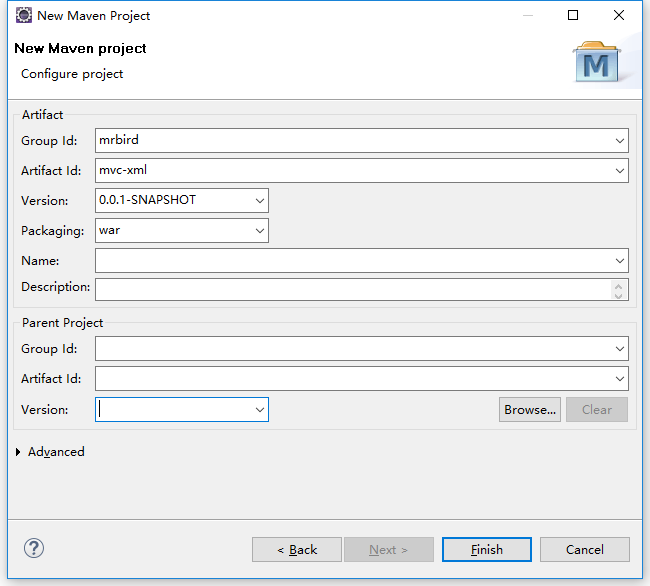 New Maven Project
New Maven project
Configure project
M
Artifact
Group Id: mrbird
Artifact Id: mvc-xml
Version: 0.0.1-SNAPSHOT
Packaging: war
Name:
Description:
Parent Project
Group Id:
Artifact Id:
Version: Browse... Clear
Advanced
? < Back Next > Finish Cancel